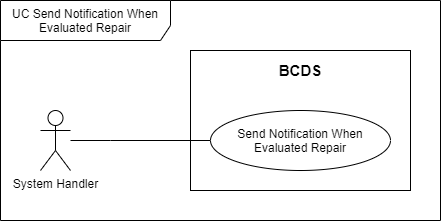 UC Send Notification When
Evaluated Repair
BCDS
Send Notification When
Evaluated Repair
System Handler